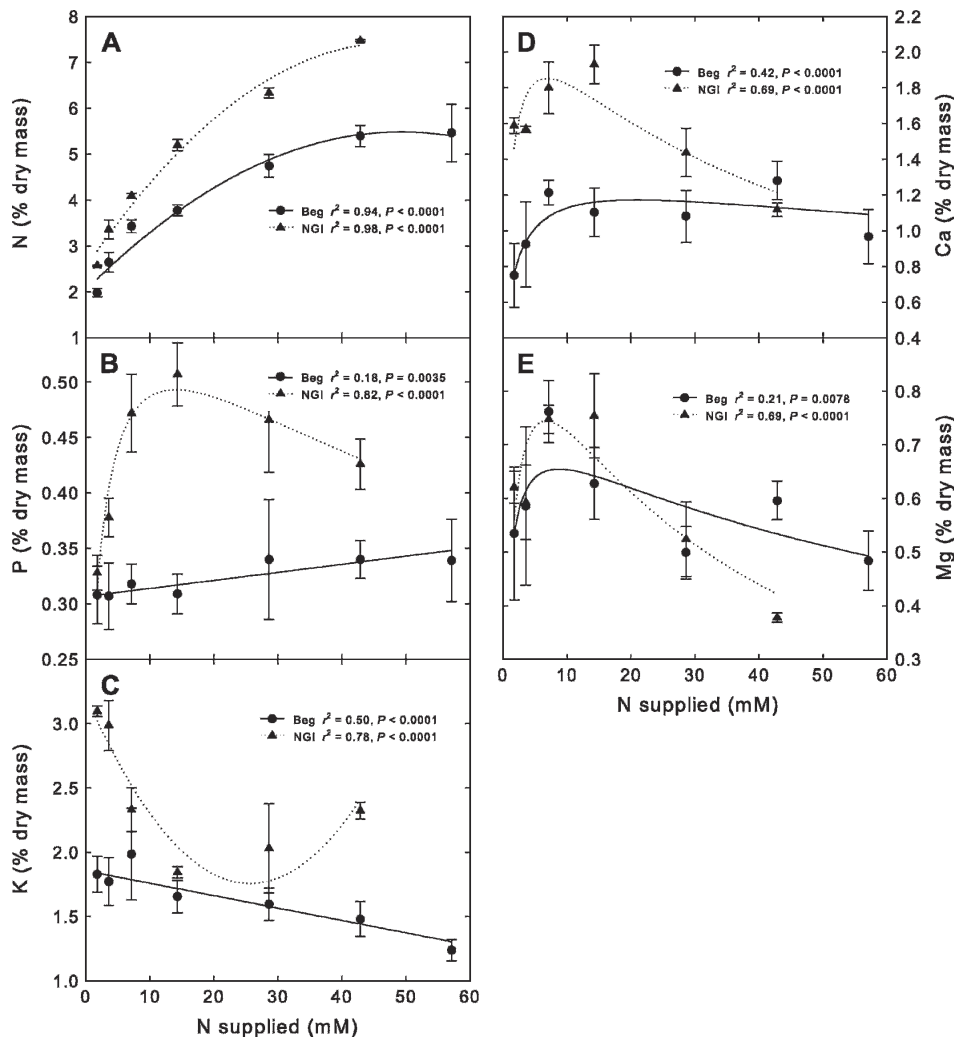 A
N (% dry mass)
8
7
6
5
4
3
2
1
Beg r² = 0.94, P < 0.0001
NGI r² = 0.98, P < 0.0001
B
P (% dry mass)
0.50
0.45
0.40
0.35
0.30
0.25
Beg r² = 0.18, P = 0.0035
NGI r² = 0.82, P < 0.0001
C
K (% dry mass)
3.0
2.5
2.0
1.5
1.0
Beg r² = 0.50, P < 0.0001
NGI r² = 0.78, P < 0.0001
0 10 20 30 40 50 60
N supplied (mM)
D
Ca (% dry mass)
2.2
2.0
1.8
1.6
1.4
1.2
1.0
0.8
0.6
0.4
Beg r² = 0.42, P < 0.0001
NGI r² = 0.69, P < 0.0001
E
Mg (% dry mass)
0.8
0.7
0.6
0.5
0.4
0.3
Beg r² = 0.21, P = 0.0078
NGI r² = 0.69, P < 0.0001
0 10 20 30 40 50 60
N supplied (mM)